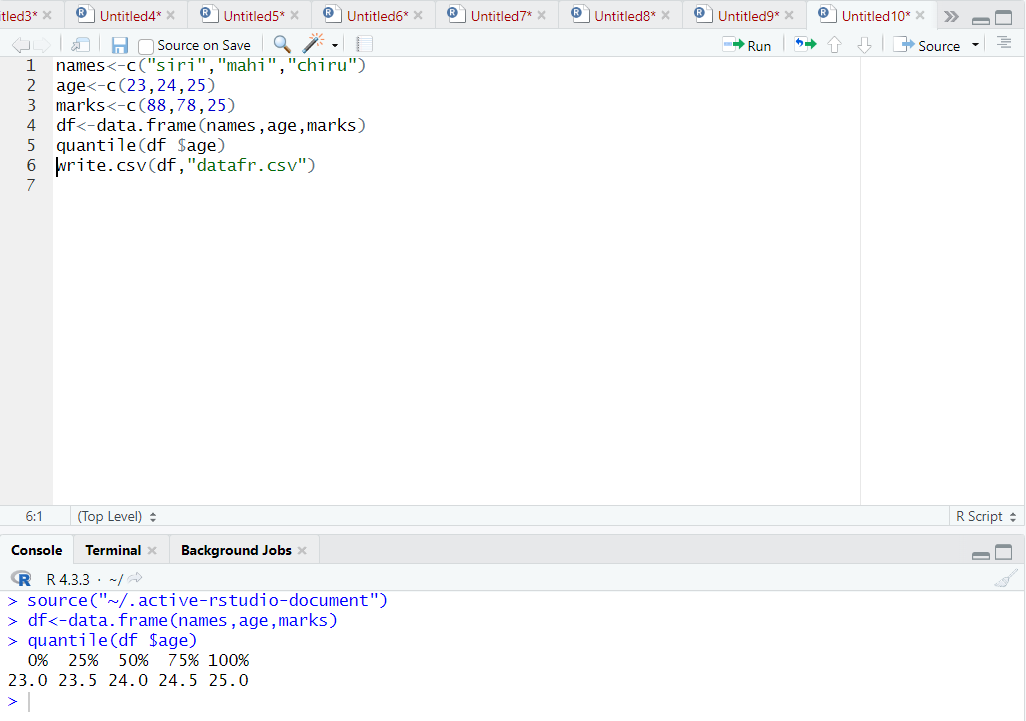 tled3* Untitled4* Untitled5* Untitled6* Untitled7* Untitled8* Untitled9* Untitled10*
Source on Save Run Source
1 names<-c("siri","mahi","chiru")
2 age<-c(23,24,25)
3 marks<-c(88,78,25)
4 df<-data.frame(names,age,marks)
5 quantile(df $age)
6 write.csv(df,"datafr.csv")
7
6:1 (Top Level) R Script
Console Terminal Background Jobs
R R 4.3.3 · ~/
> source("~/.active-rstudio-document")
> df<-data.frame(names,age,marks)
> quantile(df $age)
0% 25% 50% 75% 100%
23.0 23.5 24.0 24.5 25.0
>